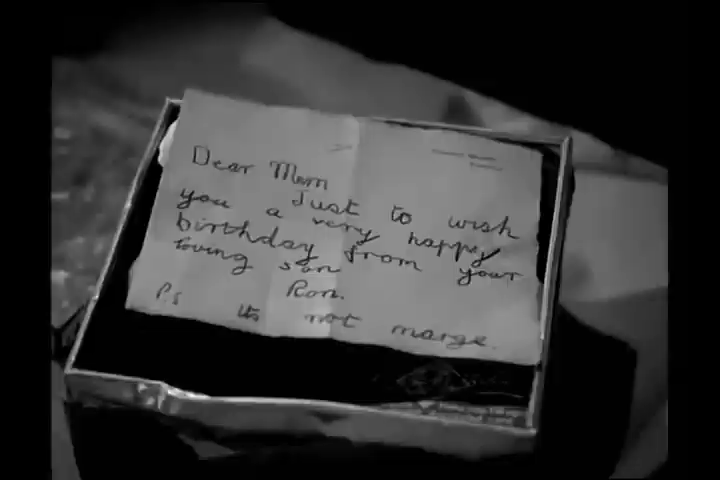 Dear Mum
Just to wish
you a very happy
birthday from your
loving son
Ron.
P.s its not marge.